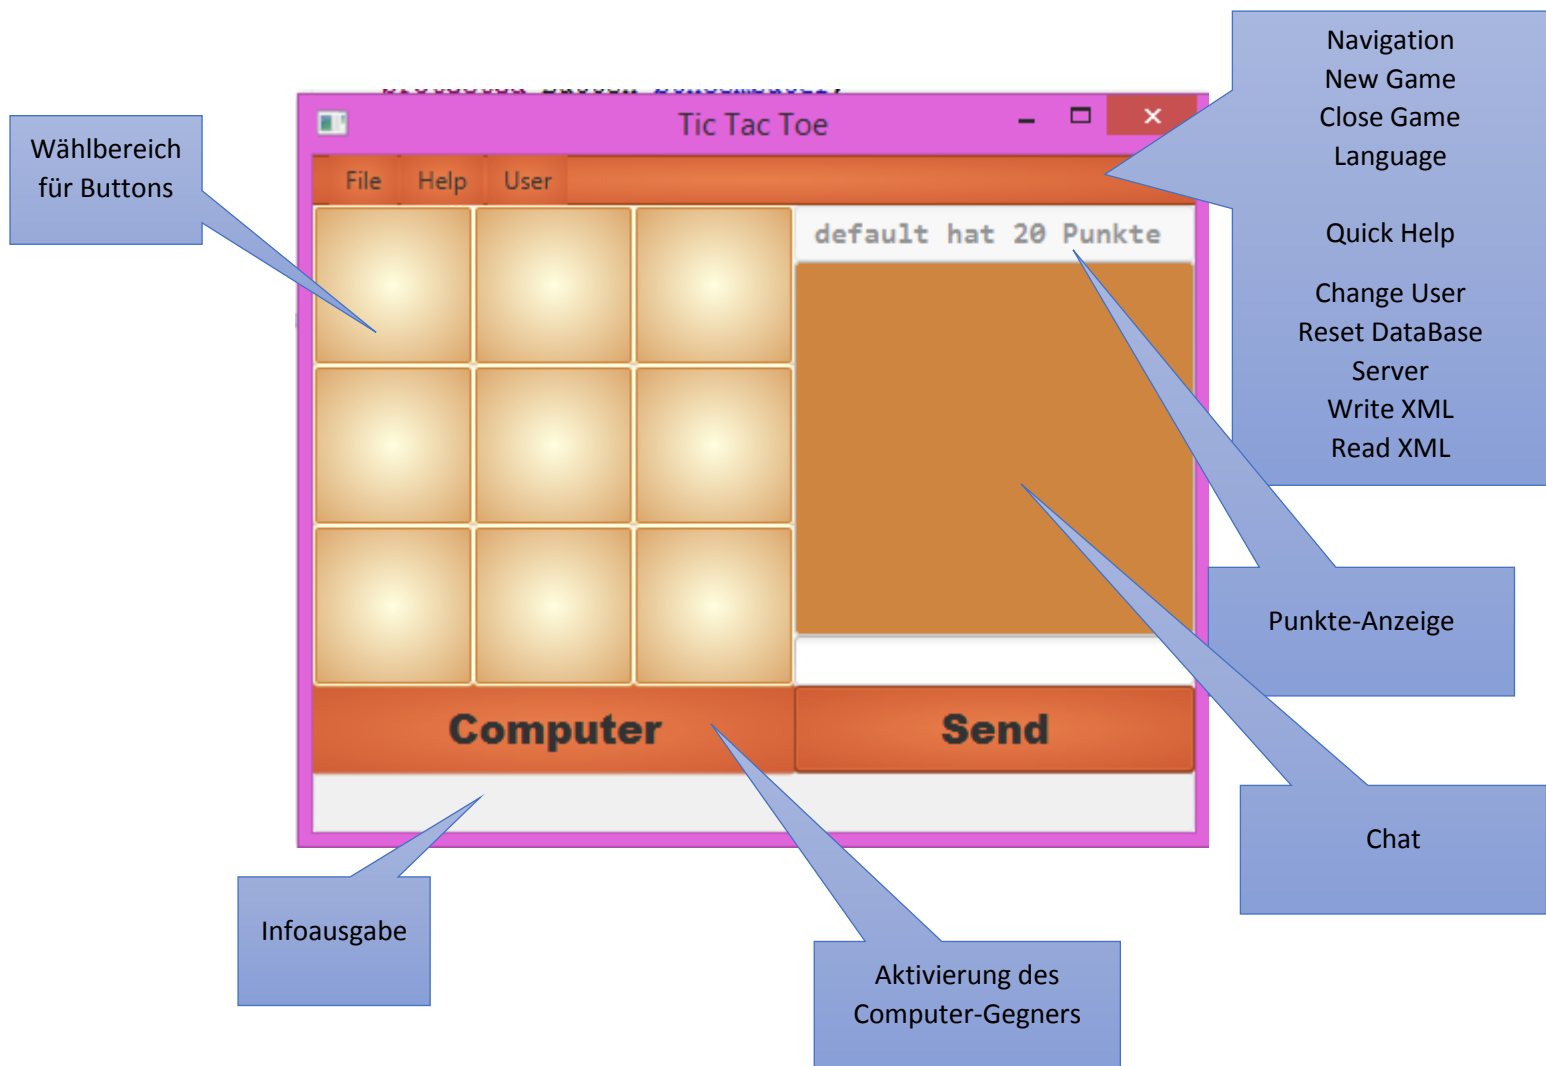 Navigation
New Game
Close Game
Language
Quick Help
Change User
Reset DataBase
Server
Write XML
Read XML
Wählbereich
für Buttons
Tic Tac Toe
File Help User
default hat 20 Punkte
Punkte-Anzeige
Computer
Send
Chat
Infoausgabe
Aktivierung des
Computer-Gegners